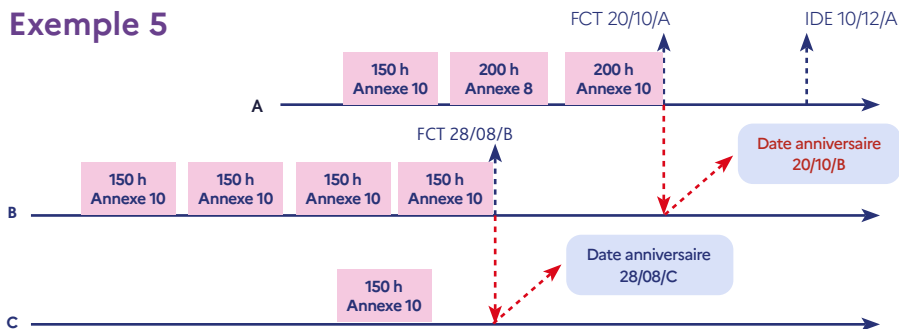 Exemple 5
FCT 20/10/A
IDE 10/12/A
150 h
Annexe 10
200 h
Annexe 8
200 h
Annexe 10
A
FCT 28/08/B
Date anniversaire
20/10/B
150 h
Annexe 10
150 h
Annexe 10
150 h
Annexe 10
150 h
Annexe 10
B
Date anniversaire
28/08/C
150 h
Annexe 10
C